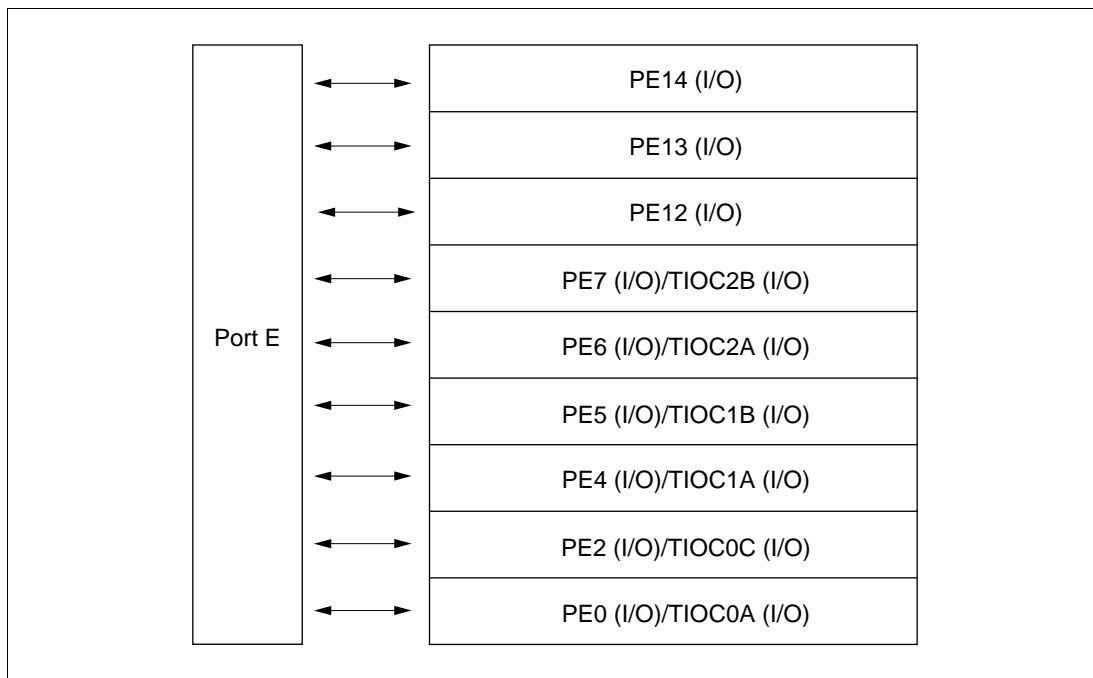 PE14 (I/O)
PE13 (I/O)
PE12 (I/O)
PE7 (I/O)/TIOC2B (I/O)
Port E
PE6 (I/O)/TIOC2A (I/O)
PE5 (I/O)/TIOC1B (I/O)
PE4 (I/O)/TIOC1A (I/O)
PE2 (I/O)/TIOC0C (I/O)
PE0 (I/O)/TIOC0A (I/O)